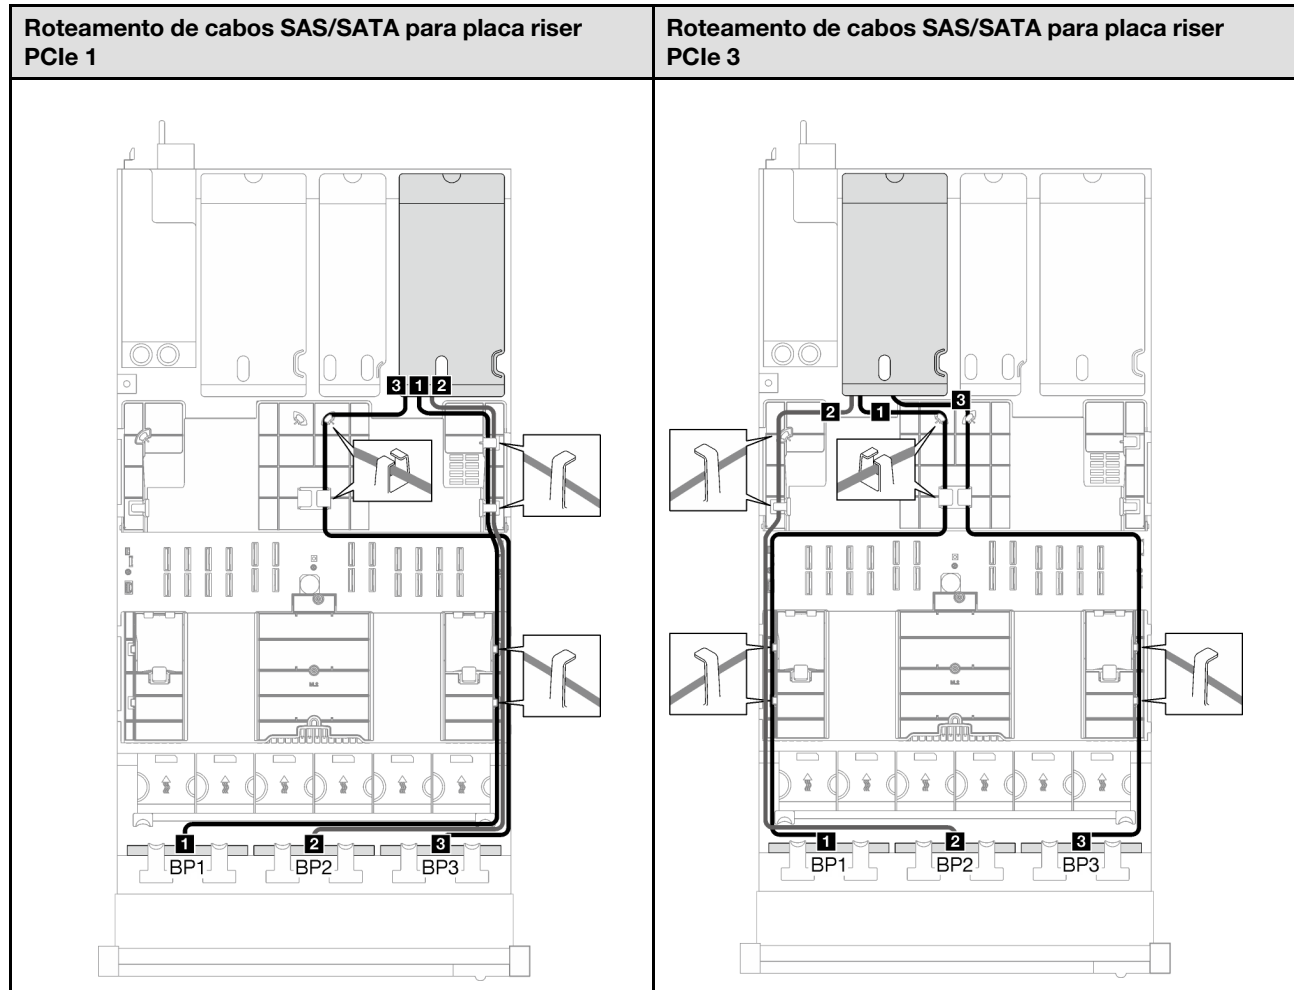 Roteamento de cabos SAS/SATA para placa riser
PCIe 1
Roteamento de cabos SAS/SATA para placa riser
PCIe 3
3 1 2
M.2
1 2 3
BP1 BP2 BP3
2 1 3
M.2
1 2 3
BP1 BP2 BP3